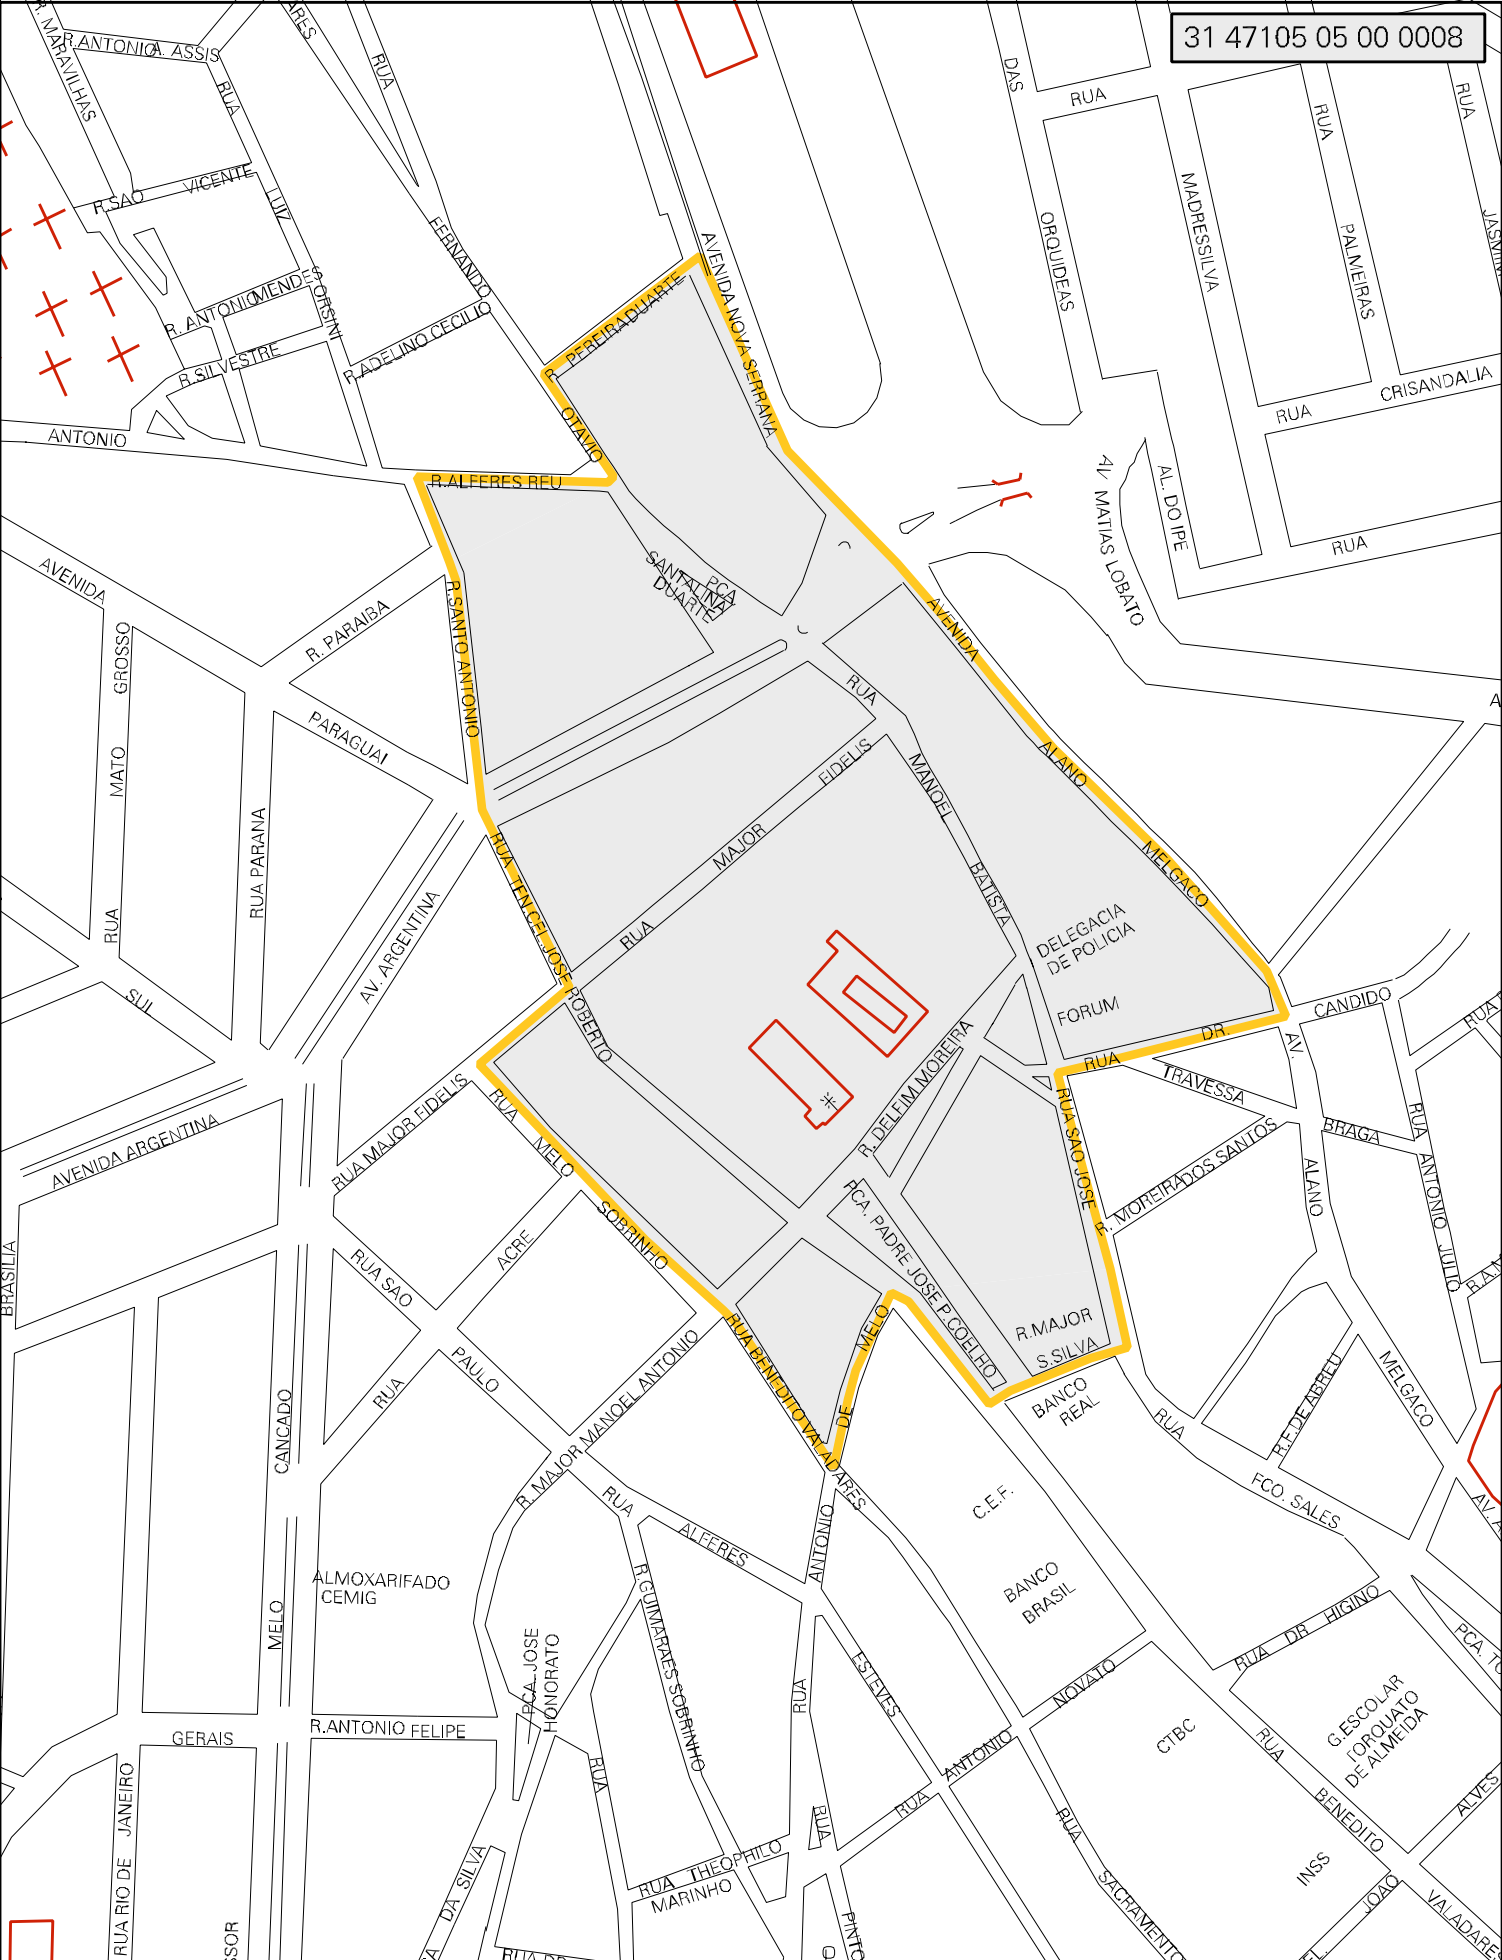 31 47105 05 00 0008
R. MARAVILHAS
R.ANTONIO A. ASSIS
RUA
LUIZ
ORSINI
R.SAO VICENTE
R. ANTONIO MENDES
R.SILVESTRE
R.ADELINO CECILIO
ANTONIO
ARES
RUA
FERNANDO
OTAVIO
R. PEREIRA DUARTE
AVENIDA NOVA SERRANA
R.ALFERES REU
DAS
ORQUIDEAS
RUA
MADRESSILVA
RUA
PALMEIRAS
RUA
JASMIM
RUA
CRISANDALIA
RUA
AL. DO IPE
AV. MATIAS LOBATO
AVENIDA
PARAGUAI
R. PARAIBA
R.SANTO ANTONIO
PCA
SANTALINA
DUARTE
AVENIDA
ALANO
MELGACO
RUA
MANOEL
BATISTA
RUA
MAJOR
FIDELIS
RUA
MATO
GROSSO
RUA PARANA
AV. ARGENTINA
RUA TEN.CEL.JOSE ROBERTO
SUL
AVENIDA ARGENTINA
RUA MAJOR FIDELIS
DELEGACIA
DE POLICIA
FORUM
RUA
DR.
CANDIDO
AV.
ALANO
MELGACO
TRAVESSA
BRAGA
RUA
ANTONIO
JULIO
RUA
R. MOREIRA DOS SANTOS
RUA SAO JOSE
R. DELFIM MOREIRA
PCA. PADRE JOSE P.COELHO
R.MAJOR
S.SILVA
BANCO
REAL
RUA
MELO
SOBRINHO
RUA BENEDITO VALADARES
MELO
DE
ANTONIO
RUA
BRASILIA
RUA SAO
PAULO
ACRE
RUA
CANCADO
MELO
R. MAJOR MANOEL ANTONIO
RUA
ALFERES
ESTEVES
R.GUIMARAES SOBRINHO
ALMOXARIFADO
CEMIG
PCA. JOSE
HONORATO
R.ANTONIO FELIPE
GERAIS
RUA RIO DE JANEIRO
RUA
RUA THEOPHILO
MARINHO
RUA
PINTO
RUA
ANTONIO
NOVATO
RUA
SACRAMENTO
C.E.F.
BANCO
BRASIL
CTBC
INSS
RUA
FCO. SALES
R.F.DE ABREU
RUA DR HIGINO
G.ESCOLAR
TORQUATO
DE ALMEIDA
RUA
BENEDITO
VALADARES
ALVES
JOAO
DA SILVA
SSOR